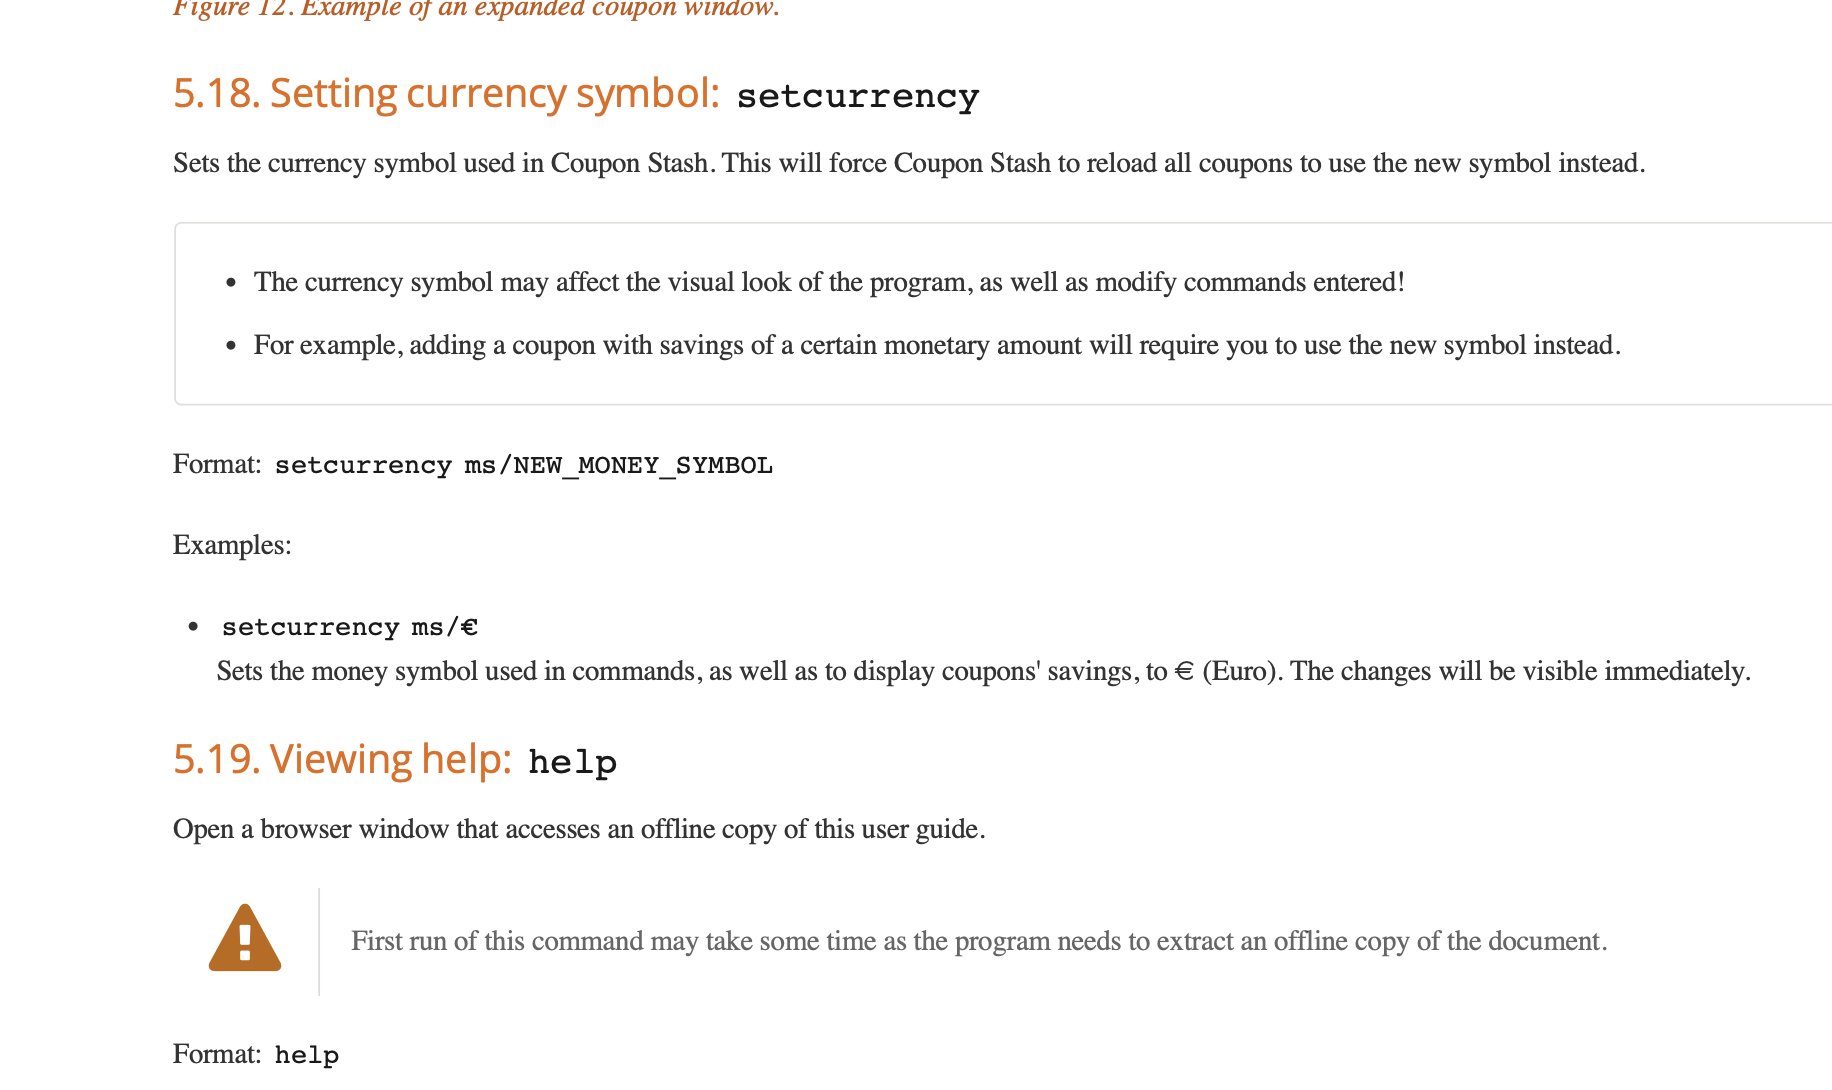 Figure 12. Example of an expanded coupon window.
5.18. Setting currency symbol: setcurrency
Sets the currency symbol used in Coupon Stash. This will force Coupon Stash to reload all coupons to use the new symbol instead.
• The currency symbol may affect the visual look of the program, as well as modify commands entered!
• For example, adding a coupon with savings of a certain monetary amount will require you to use the new symbol instead.
Format: setcurrency ms/NEW_MONEY_SYMBOL
Examples:
• setcurrency ms/€
Sets the money symbol used in commands, as well as to display coupons' savings, to € (Euro). The changes will be visible immediately.
5.19. Viewing help: help
Open a browser window that accesses an offline copy of this user guide.
First run of this command may take some time as the program needs to extract an offline copy of the document.
Format: help